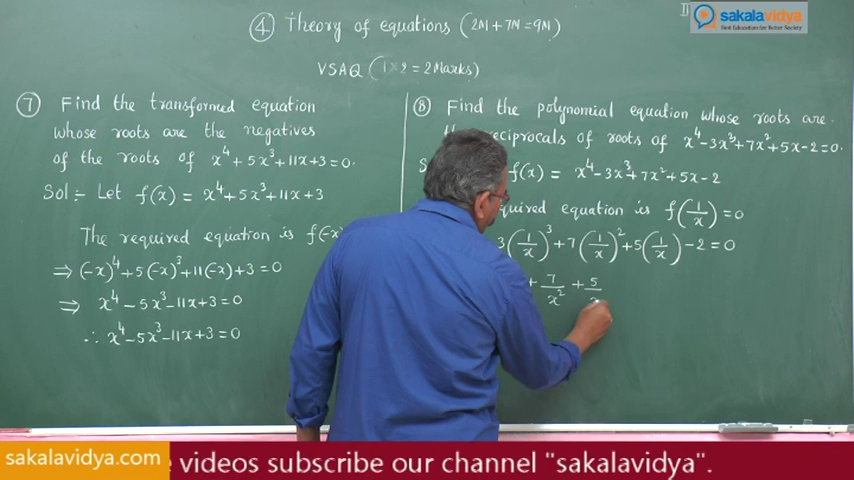 ④ Theory of equations (2M + 7M = 9M)
sakalavidya
Best Education for Better Society
VSAQ (1×2 = 2 Marks)
⑦ Find the transformed equation
whose roots are the negatives
of the roots of x⁴ + 5x³ + 11x + 3 = 0.
Sol :- Let f(x) = x⁴ + 5x³ + 11x + 3
The required equation is f(-x)
⇒ (-x)⁴ + 5(-x)³ + 11(-x) + 3 = 0
⇒ x⁴ - 5x³ - 11x + 3 = 0
∴ x⁴ - 5x³ - 11x + 3 = 0
⑧ Find the polynomial equation whose roots are
reciprocals of roots of x⁴ - 3x³ + 7x² + 5x - 2 = 0.
f(x) = x⁴ - 3x³ + 7x² + 5x - 2
equation is f(1/x) = 0
3(1/x)³ + 7(1/x)² + 5(1/x) - 2 = 0
+ 7/x² + 5/
sakalavidya.com
videos subscribe our channel "sakalavidya".